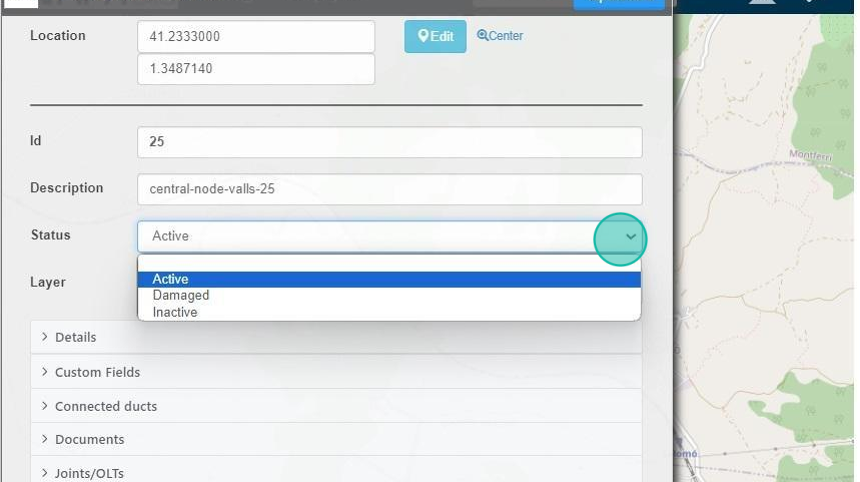 Location
41.2333000
Edit
Center
1.3487140
Id
25
Description
central-node-valls-25
Status
Active
Layer
Active
Damaged
Inactive
> Details
> Custom Fields
> Connected ducts
> Documents
> Joints/OLTs
Montferri